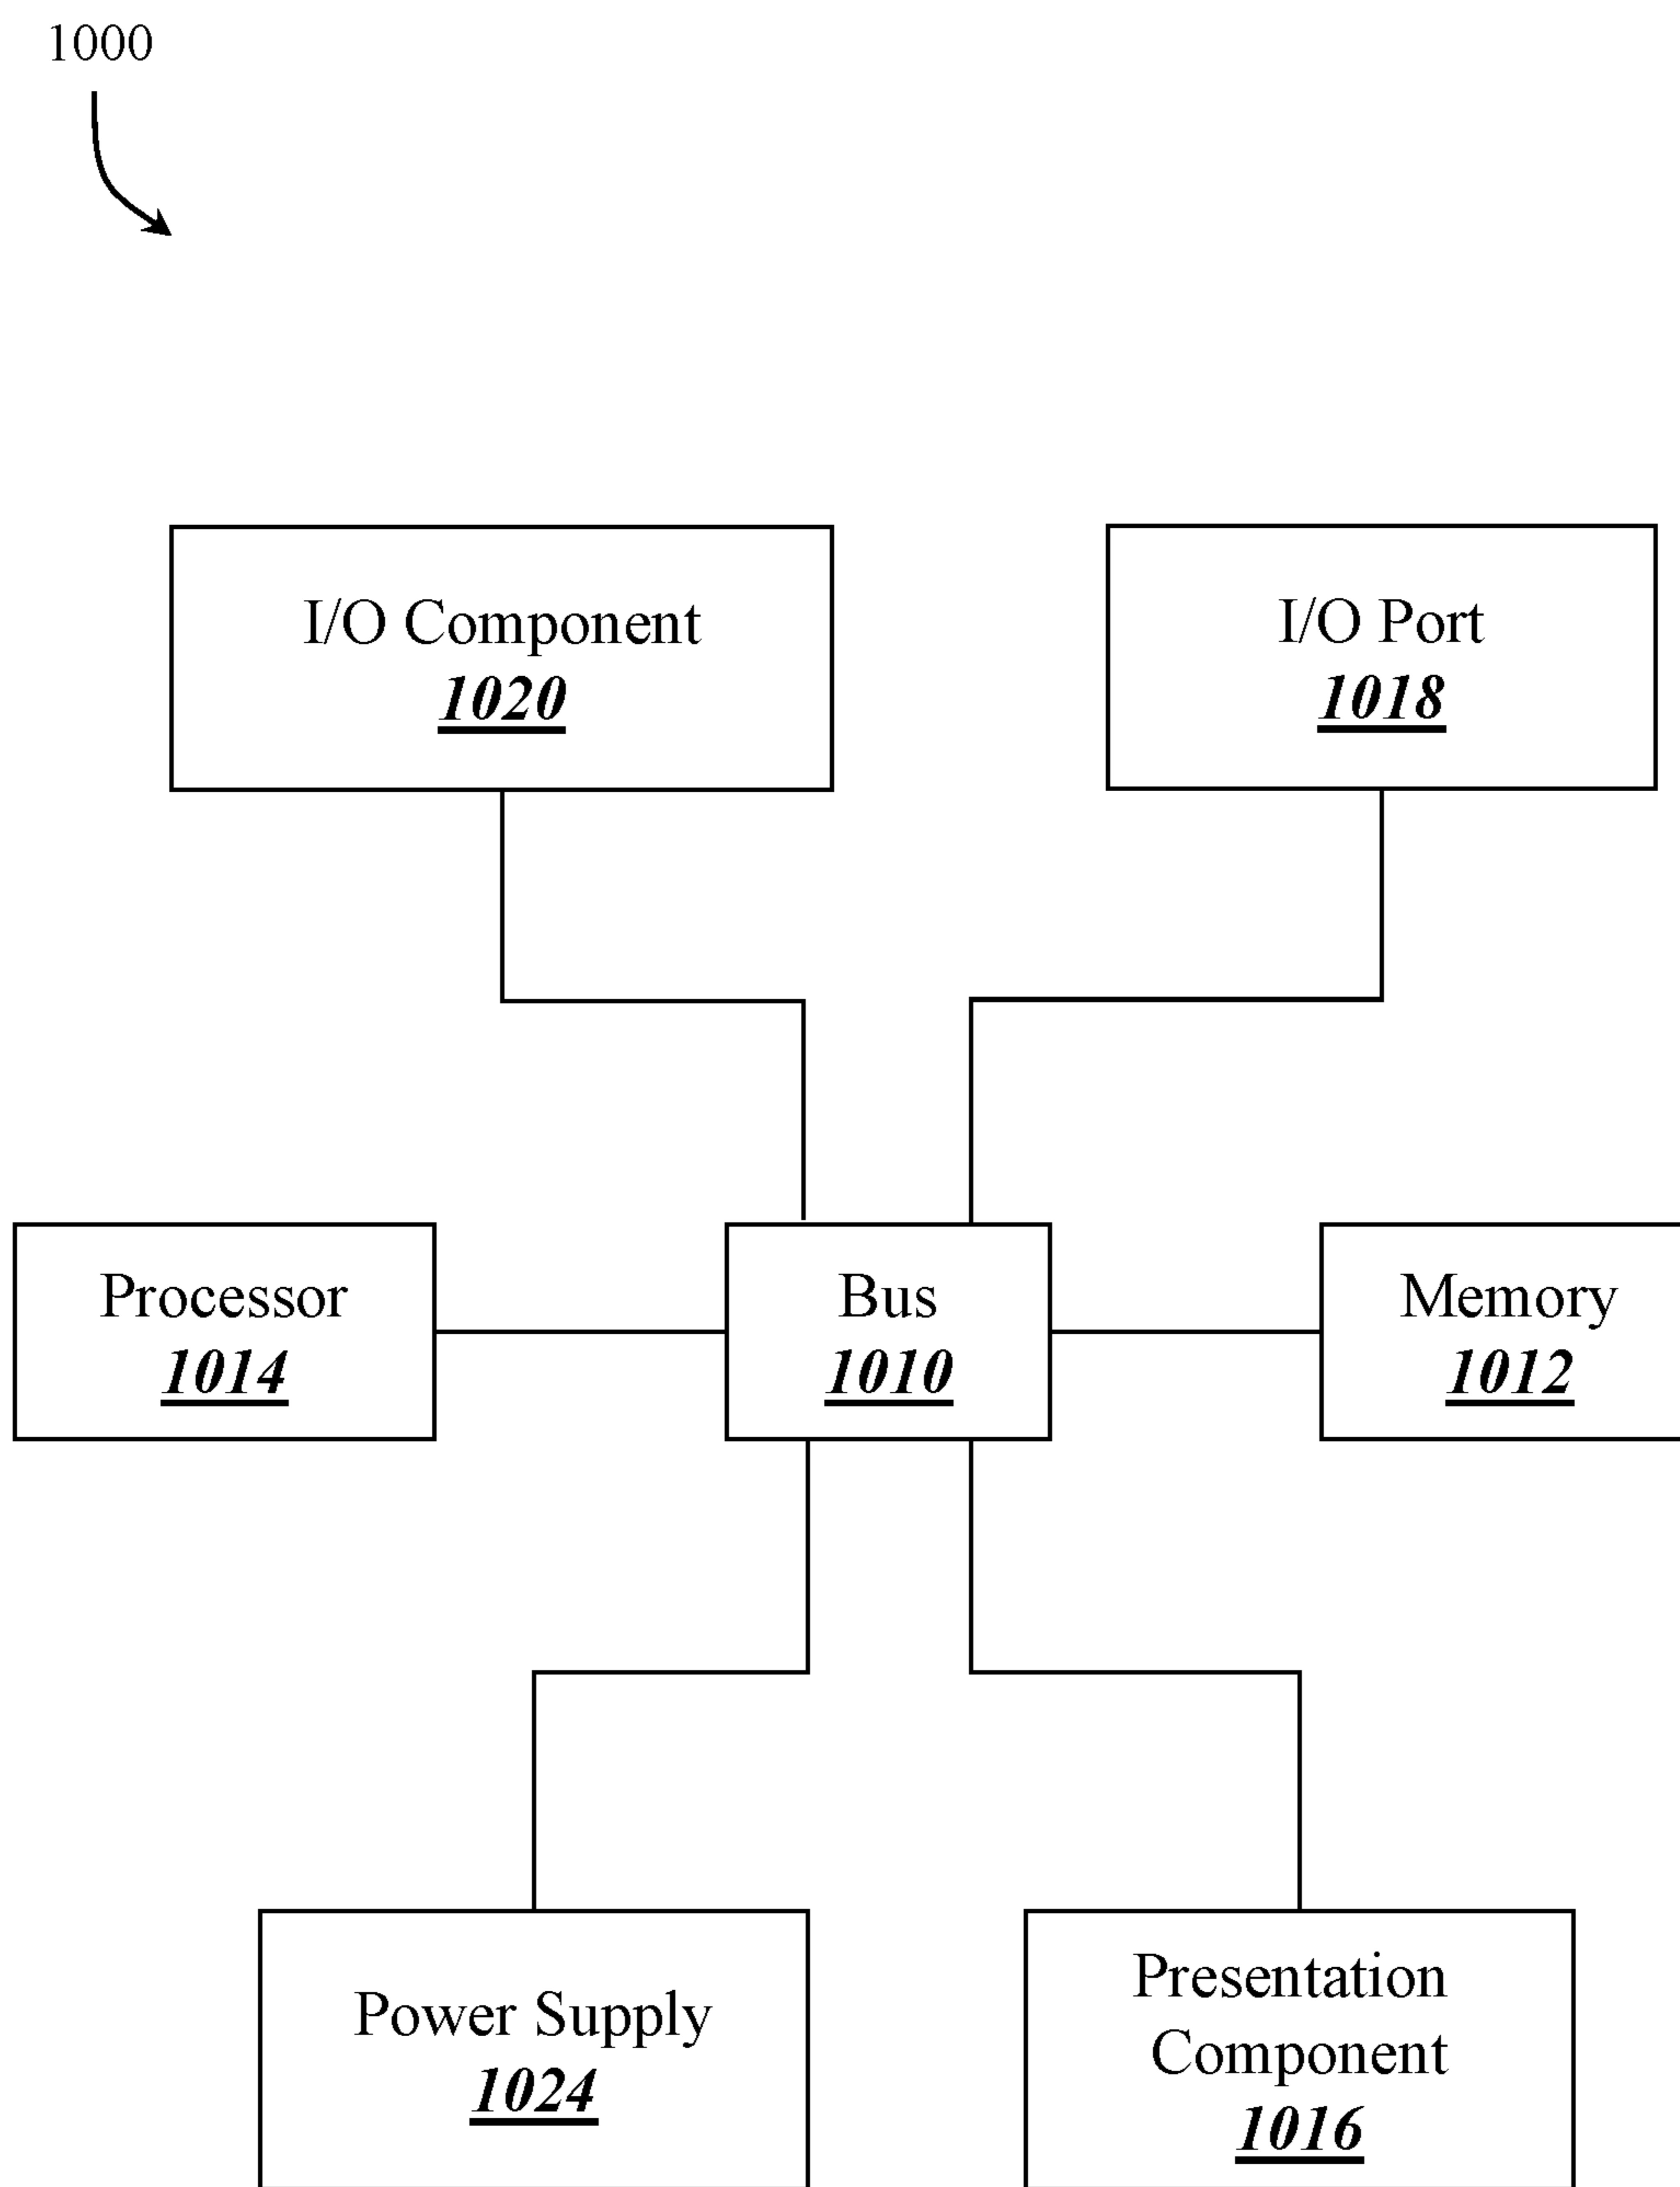 1000
I/O Component
1020
I/O Port
1018
Processor
1014
Bus
1010
Memory
1012
Power Supply
1024
Presentation
Component
1016